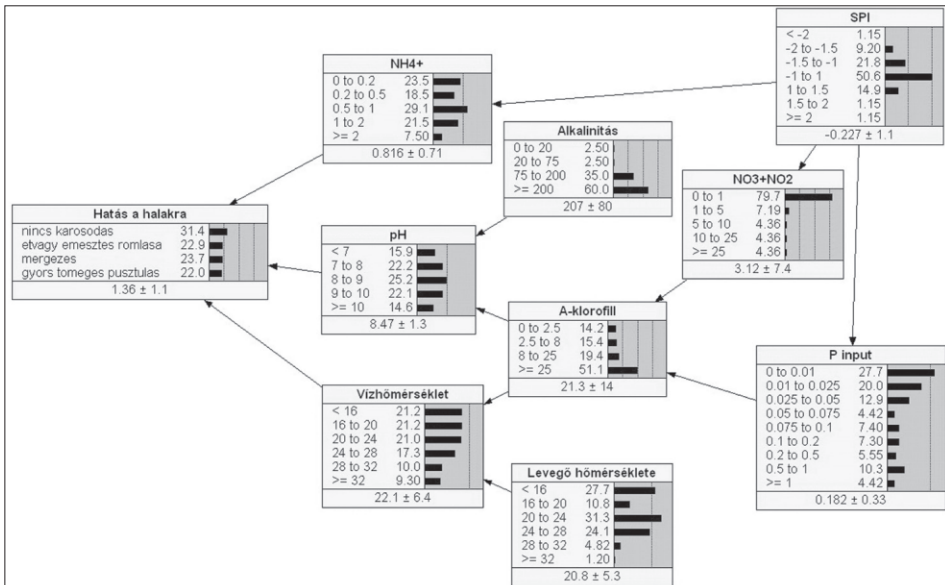 SPI
< -2 1.15
-2 to -1.5 9.20
-1.5 to -1 21.8
-1 to 1 50.6
1 to 1.5 14.9
1.5 to 2 1.15
>= 2 1.15
-0.227 ± 1.1
NH4+
0 to 0.2 23.5
0.2 to 0.5 18.5
0.5 to 1 29.1
1 to 2 21.5
>= 2 7.50
0.816 ± 0.71
Alkalinitás
0 to 20 2.50
20 to 75 2.50
75 to 200 35.0
>= 200 60.0
207 ± 80
NO3+NO2
0 to 1 79.7
1 to 5 7.19
5 to 10 4.36
10 to 25 4.36
>= 25 4.36
3.12 ± 7.4
Hatás a halakra
nincs karosodas 31.4
etvagy emesztes romlasa 22.9
mergezes 23.7
gyors tomeges pusztulas 22.0
1.36 ± 1.1
pH
< 7 15.9
7 to 8 22.2
8 to 9 25.2
9 to 10 22.1
>= 10 14.6
8.47 ± 1.3
A-klorofill
0 to 2.5 14.2
2.5 to 8 15.4
8 to 25 19.4
>= 25 51.1
21.3 ± 14
P input
0 to 0.01 27.7
0.01 to 0.025 20.0
0.025 to 0.05 12.9
0.05 to 0.075 4.42
0.075 to 0.1 7.40
0.1 to 0.2 7.30
0.2 to 0.5 5.55
0.5 to 1 10.3
>= 1 4.42
0.182 ± 0.33
Vízhömérséklet
< 16 21.2
16 to 20 21.2
20 to 24 21.0
24 to 28 17.3
28 to 32 10.0
>= 32 9.30
22.1 ± 6.4
Levegö hömérséklete
< 16 27.7
16 to 20 10.8
20 to 24 31.3
24 to 28 24.1
28 to 32 4.82
>= 32 1.20
20.8 ± 5.3